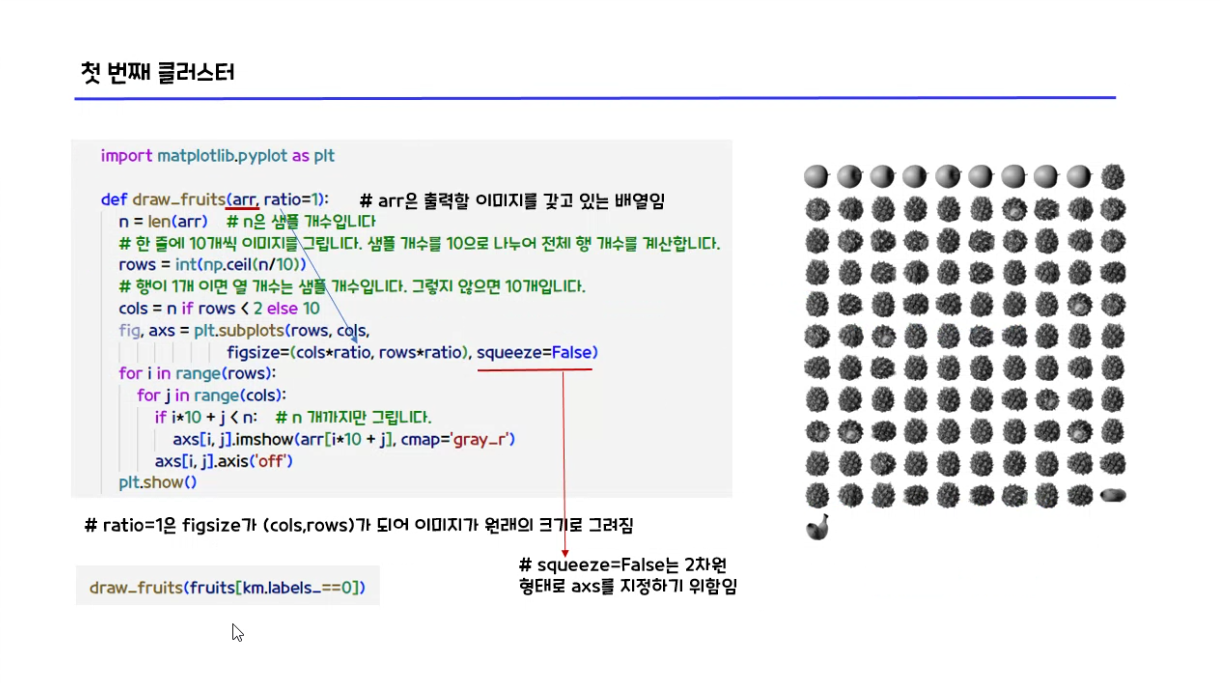 첫 번째 클러스터
import matplotlib.pyplot as plt
def draw_fruits(arr, ratio=1): # arr은 출력할 이미지를 갖고 있는 배열임
n = len(arr) # n은 샘플 개수입니다
# 한 줄에 10개씩 이미지를 그립니다. 샘플 개수를 10으로 나누어 전체 행 개수를 계산합니다.
rows = int(np.ceil(n/10))
# 행이 1개 이면 열 개수는 샘플 개수입니다. 그렇지 않으면 10개입니다.
cols = n if rows < 2 else 10
fig, axs = plt.subplots(rows, cols,
figsize=(cols*ratio, rows*ratio), squeeze=False)
for i in range(rows):
for j in range(cols):
if i*10 + j < n: # n 개까지만 그립니다.
axs[i, j].imshow(arr[i*10 + j], cmap='gray_r')
axs[i, j].axis('off')
plt.show()
# ratio=1은 figsize가 (cols,rows)가 되어 이미지가 원래의 크기로 그려짐
# squeeze=False는 2차원
형태로 axs를 지정하기 위함임
draw_fruits(fruits[km.labels_==0])